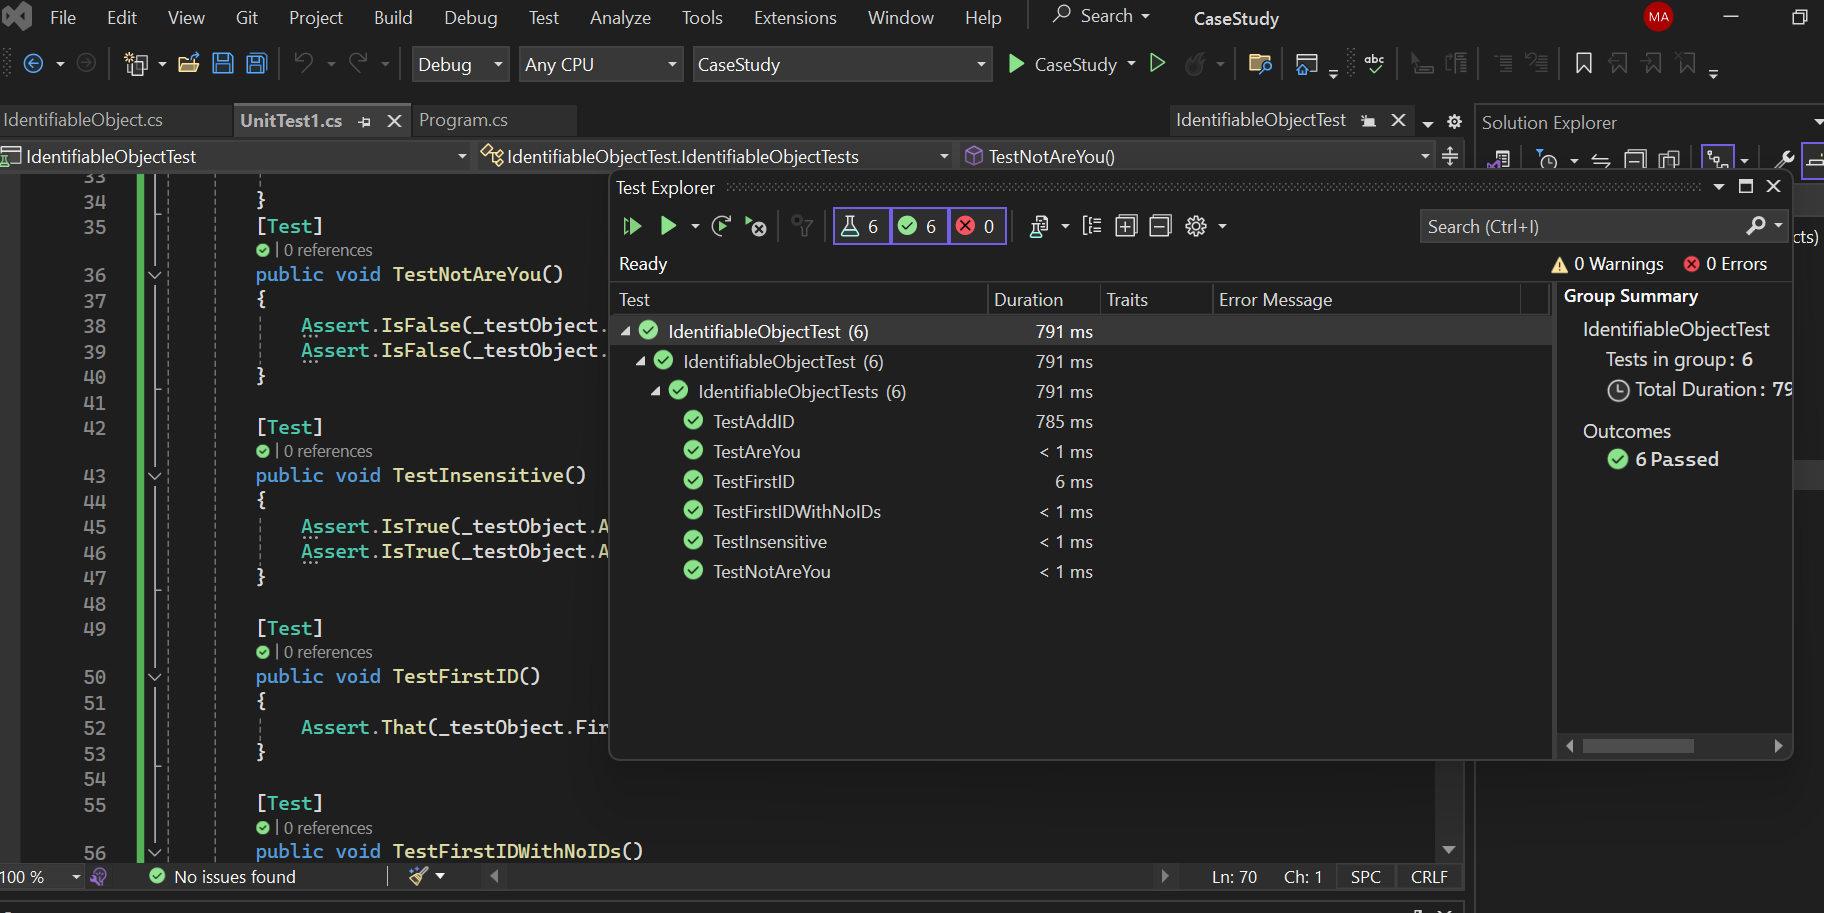 File Edit View Git Project Build Debug Test Analyze Tools Extensions Window Help Search CaseStudy MA
Debug Any CPU CaseStudy CaseStudy abc
IdentifiableObject.cs UnitTest1.cs Program.cs IdentifiableObjectTest Solution Explorer
IdentifiableObjectTest IdentifiableObjectTest.IdentifiableObjectTests TestNotAreYou()
33
34 }
35 [Test]
0 references
36 public void TestNotAreYou()
37 {
38 Assert.IsFalse(_testObject.
39 Assert.IsFalse(_testObject.
40 }
41
42 [Test]
0 references
43 public void TestInsensitive()
44 {
45 Assert.IsTrue(_testObject.A
46 Assert.IsTrue(_testObject.A
47 }
48
49 [Test]
0 references
50 public void TestFirstID()
51 {
52 Assert.That(_testObject.Fir
53 }
54
55 [Test]
0 references
56 public void TestFirstIDWithNoIDs()
Test Explorer
6 6 0 Search (Ctrl+I)
cts)
Ready 0 Warnings 0 Errors
Test Duration Traits Error Message
IdentifiableObjectTest (6) 791 ms
IdentifiableObjectTest (6) 791 ms
IdentifiableObjectTests (6) 791 ms
TestAddID 785 ms
TestAreYou < 1 ms
TestFirstID 6 ms
TestFirstIDWithNoIDs < 1 ms
TestInsensitive < 1 ms
TestNotAreYou < 1 ms
Group Summary
IdentifiableObjectTest
Tests in group: 6
Total Duration: 79
Outcomes
6 Passed
100 % No issues found Ln: 70 Ch: 1 SPC CRLF